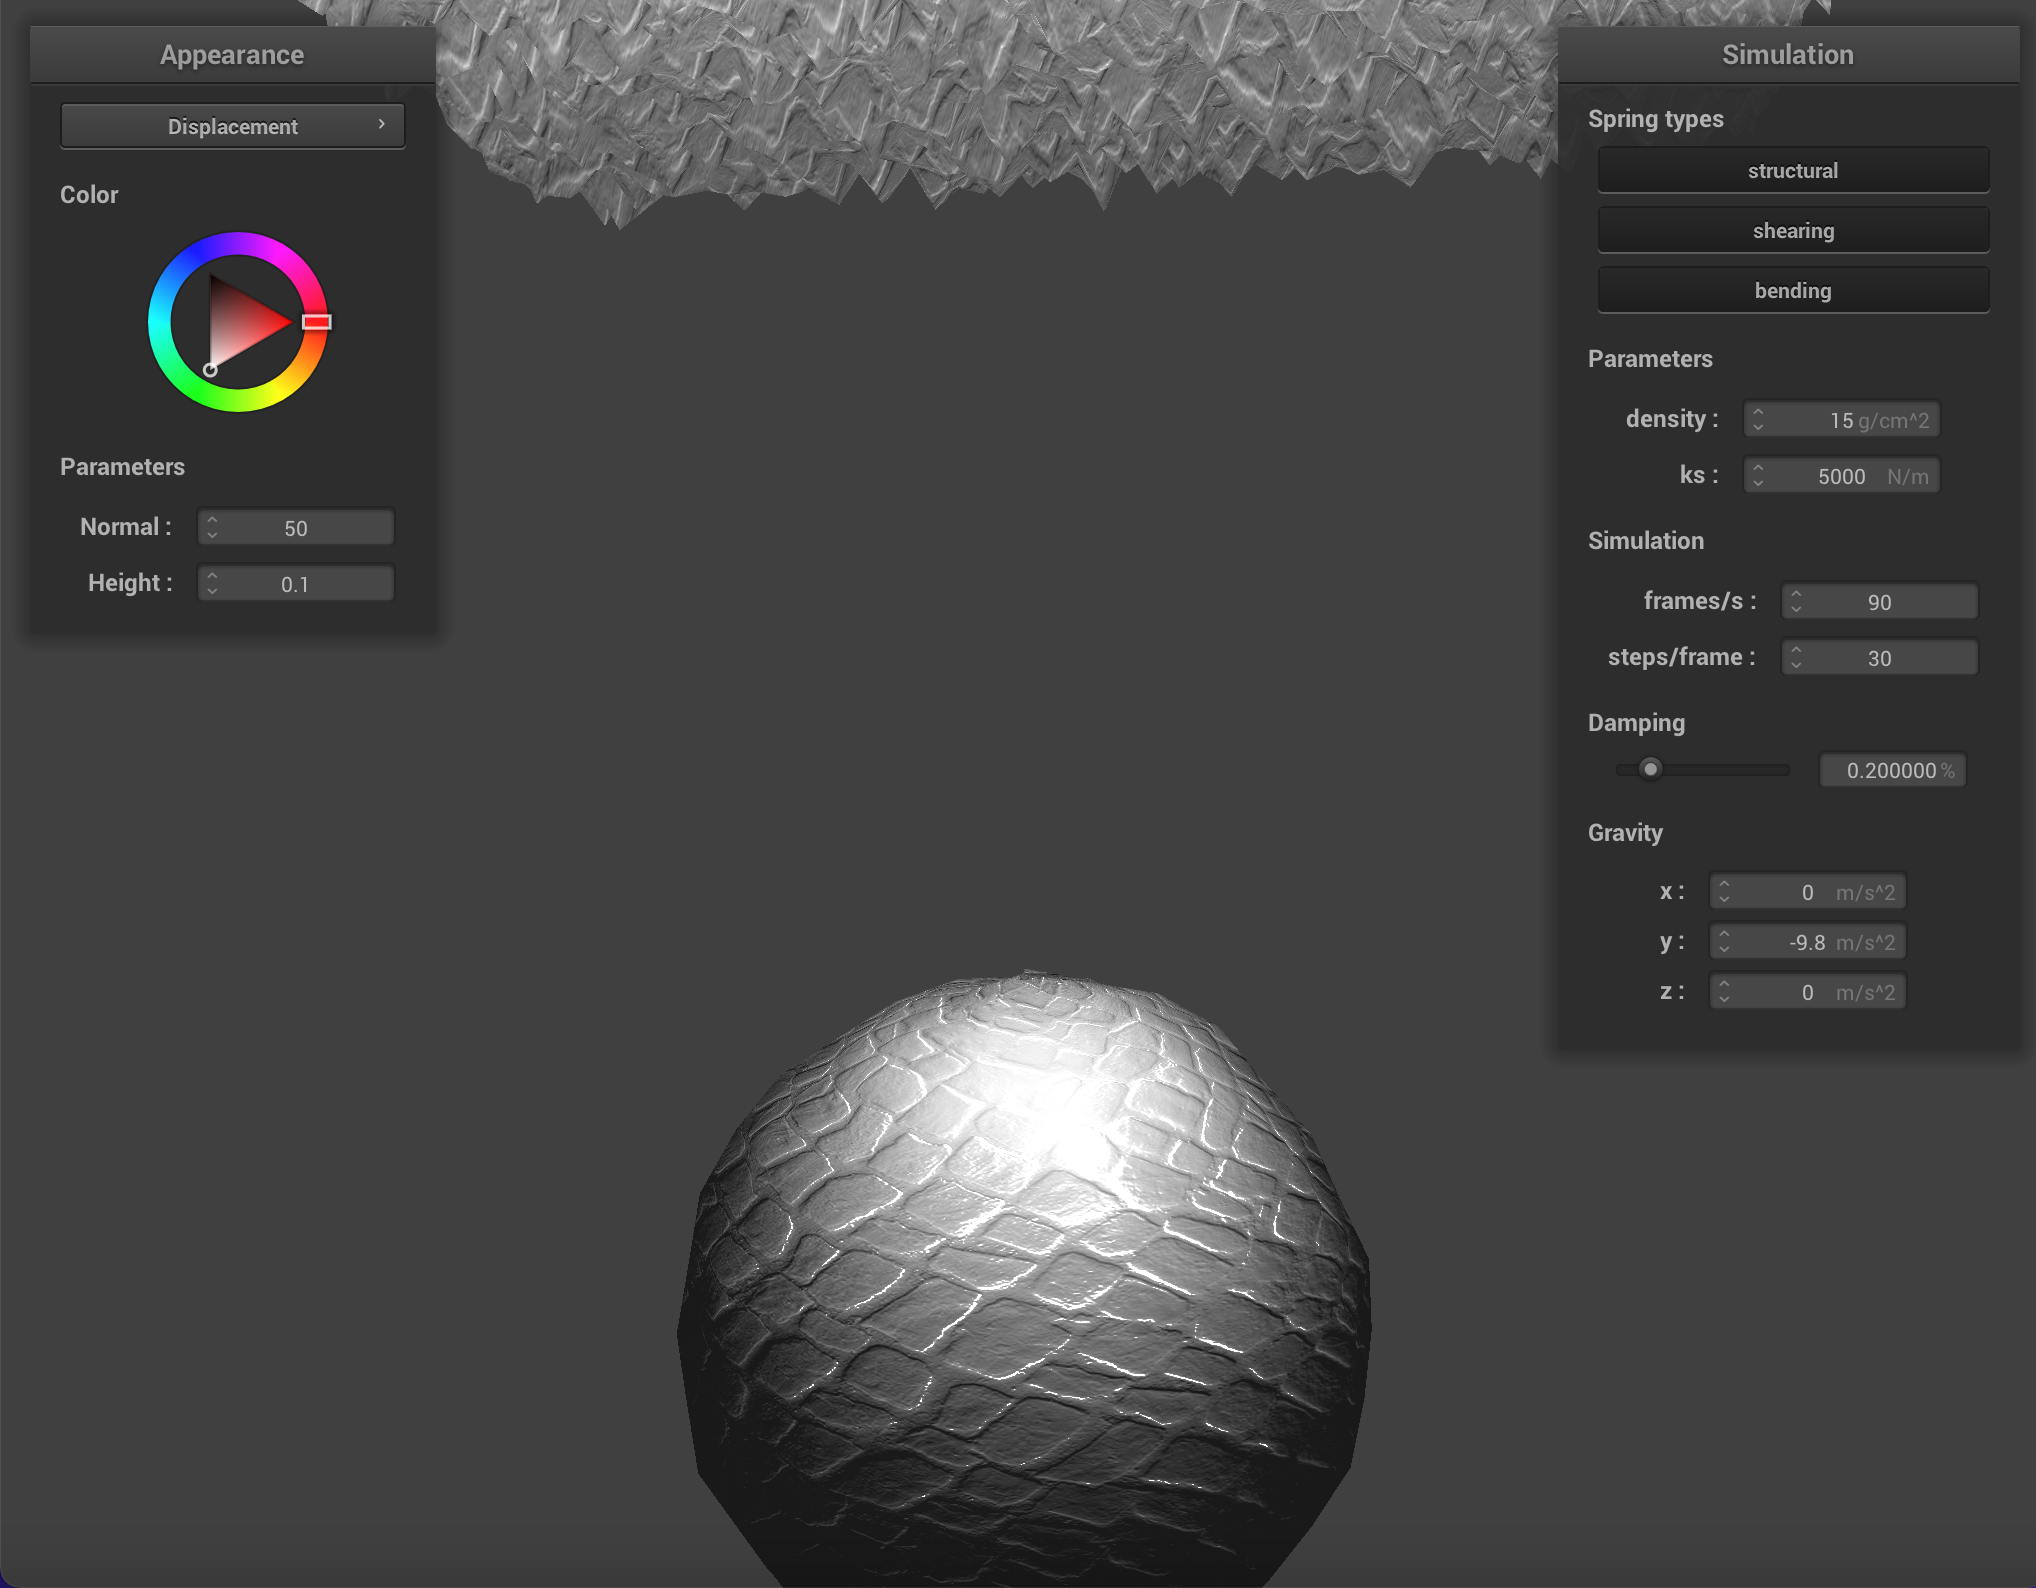 Appearance
Displacement
Color
Parameters
Normal : 50
Height : 0.1
Simulation
Spring types
structural
shearing
bending
Parameters
density : 15 g/cm^2
ks : 5000 N/m
Simulation
frames/s : 90
steps/frame : 30
Damping
0.200000 %
Gravity
x : 0 m/s^2
y : -9.8 m/s^2
z : 0 m/s^2